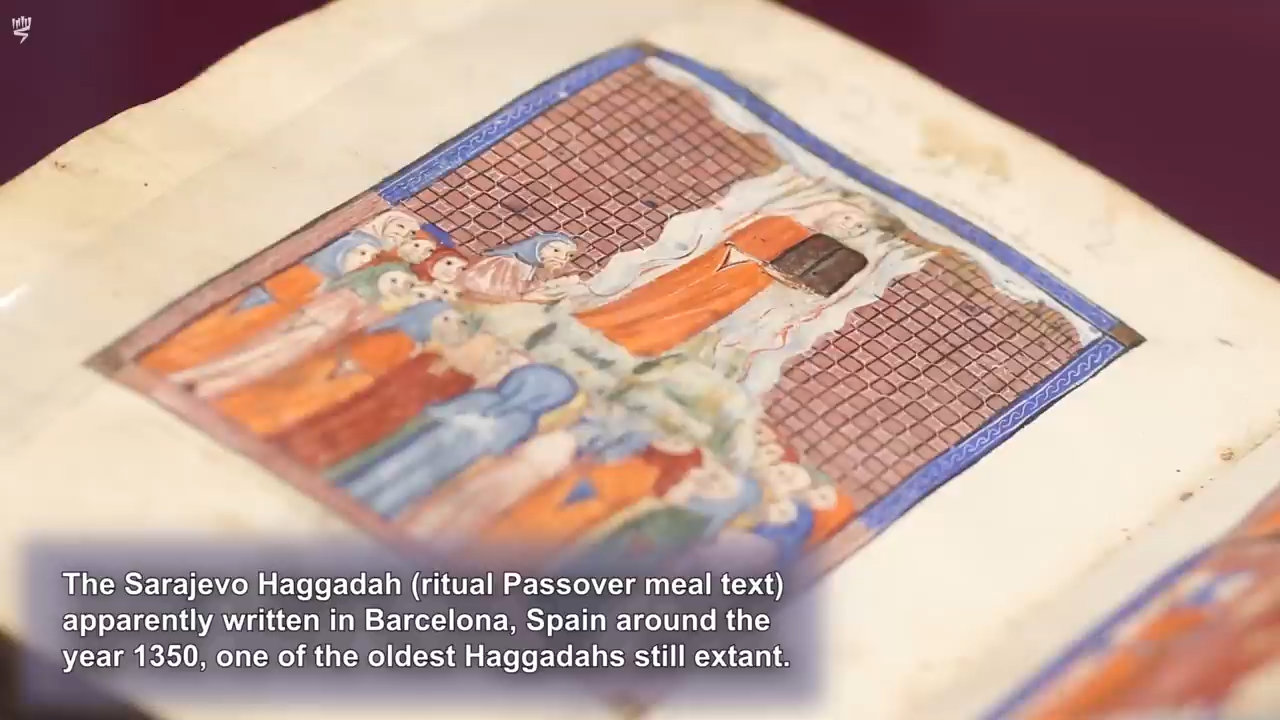 The Sarajevo Haggadah (ritual Passover meal text)
apparently written in Barcelona, Spain around the
year 1350, one of the oldest Haggadahs still extant.